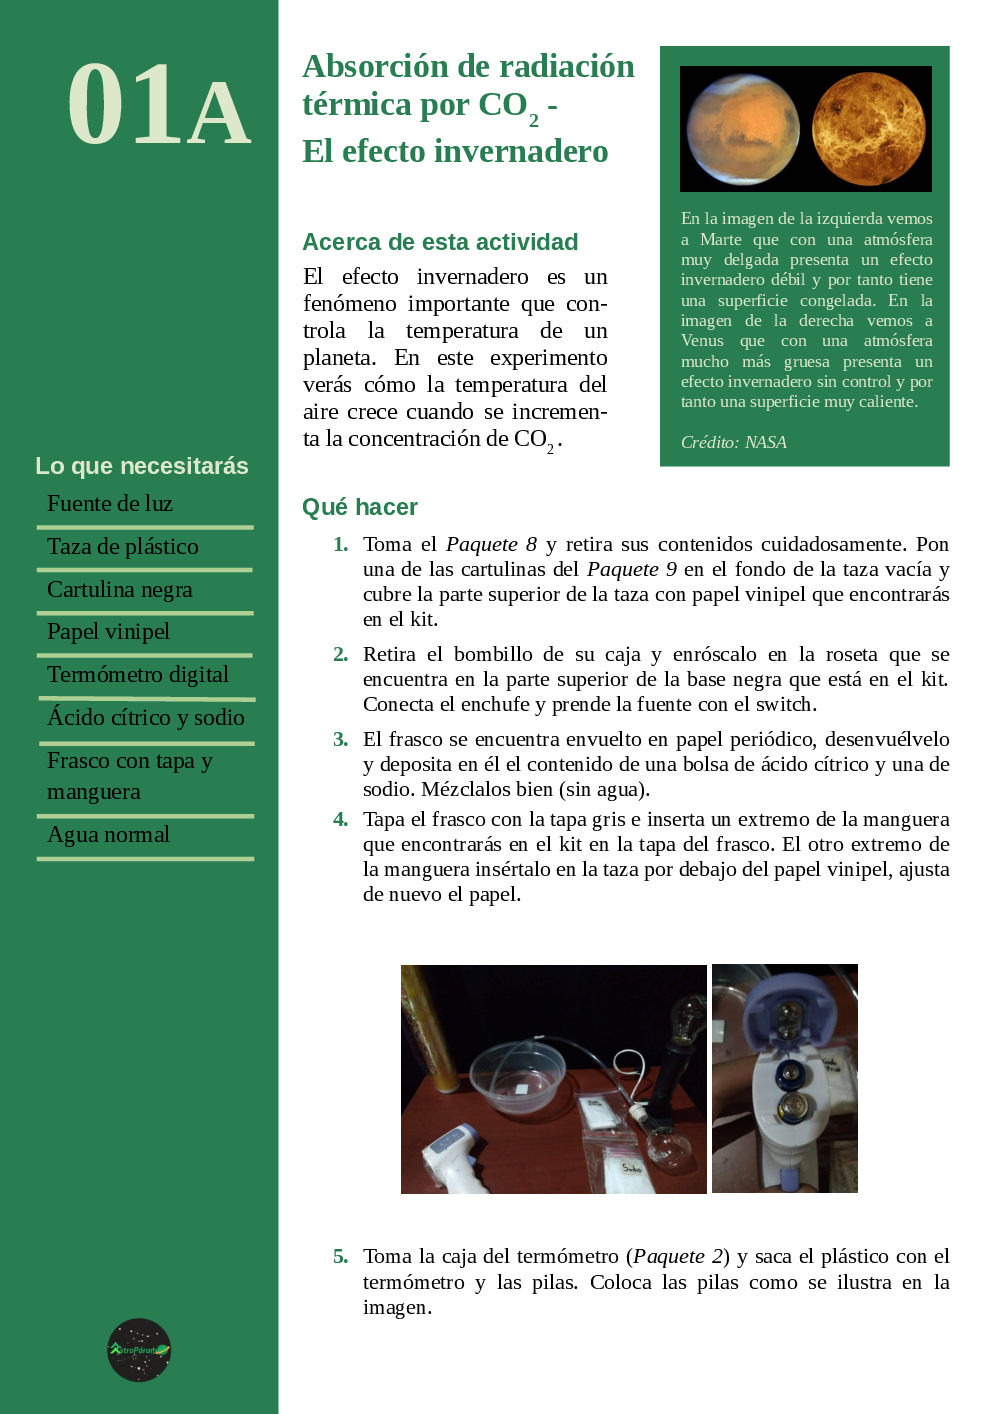 01A
Absorción de radiación
térmica por CO2 -
El efecto invernadero
Acerca de esta actividad
El efecto invernadero es un
fenómeno importante que con-
trola la temperatura de un
planeta. En este experimento
verás cómo la temperatura del
aire crece cuando se incremen-
ta la concentración de CO2.
En la imagen de la izquierda vemos
a Marte que con una atmósfera
muy delgada presenta un efecto
invernadero débil y por tanto tiene
una superficie congelada. En la
imagen de la derecha vemos a
Venus que con una atmósfera
mucho más gruesa presenta un
efecto invernadero sin control y por
tanto una superficie muy caliente.
Crédito: NASA
Lo que necesitarás
Fuente de luz
Taza de plástico
Cartulina negra
Papel vinipel
Termómetro digital
Ácido cítrico y sodio
Frasco con tapa y
manguera
Agua normal
Qué hacer
1. Toma el Paquete 8 y retira sus contenidos cuidadosamente. Pon
una de las cartulinas del Paquete 9 en el fondo de la taza vacía y
cubre la parte superior de la taza con papel vinipel que encontrarás
en el kit.
2. Retira el bombillo de su caja y enróscalo en la roseta que se
encuentra en la parte superior de la base negra que está en el kit.
Conecta el enchufe y prende la fuente con el switch.
3. El frasco se encuentra envuelto en papel periódico, desenvuélvelo
y deposita en él el contenido de una bolsa de ácido cítrico y una de
sodio. Mézclalos bien (sin agua).
4. Tapa el frasco con la tapa gris e inserta un extremo de la manguera
que encontrarás en el kit en la tapa del frasco. El otro extremo de
la manguera insértalo en la taza por debajo del papel vinipel, ajusta
de nuevo el papel.
Sodio
5. Toma la caja del termómetro (Paquete 2) y saca el plástico con el
termómetro y las pilas. Coloca las pilas como se ilustra en la
imagen.